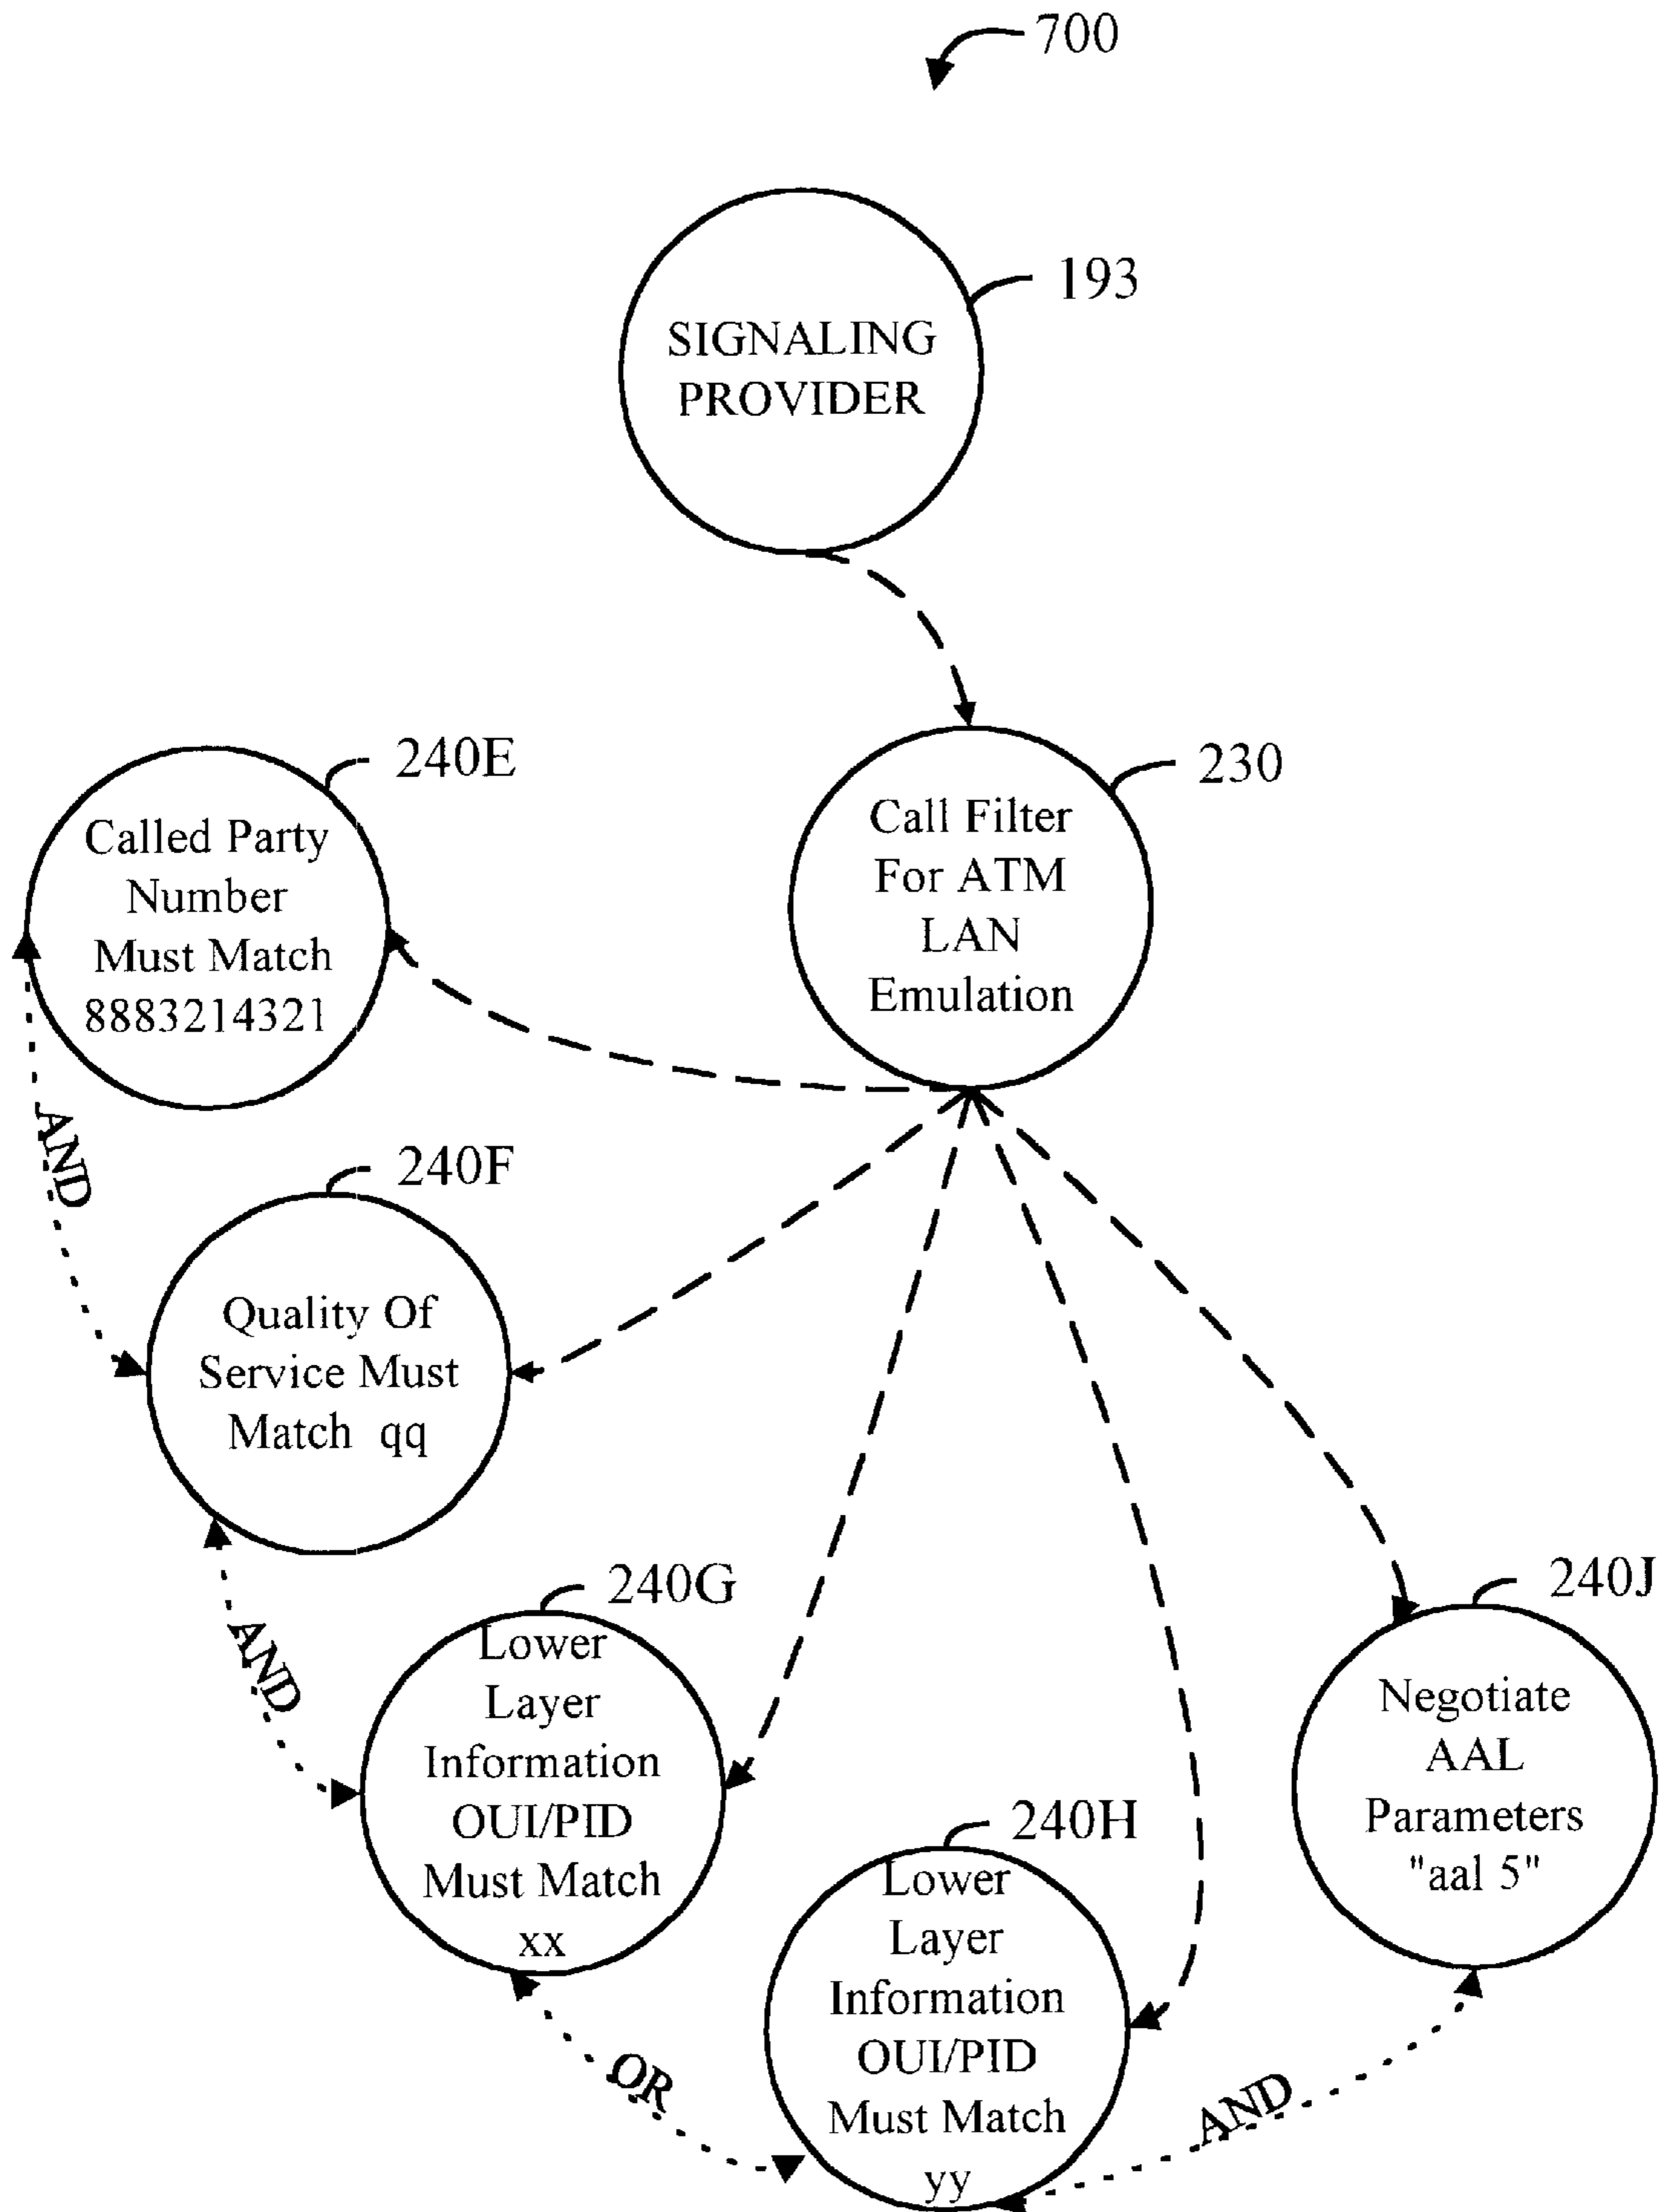 700
193
SIGNALING
PROVIDER
230
Call Filter
For ATM
LAN
Emulation
240E
Called Party
Number
Must Match
8883214321
AND
240F
Quality Of
Service Must
Match qq
AND
240G
Lower
Layer
Information
OUI/PID
Must Match
xx
OR
240H
Lower
Layer
Information
OUI/PID
Must Match
yy
AND
240J
Negotiate
AAL
Parameters
"aal 5"